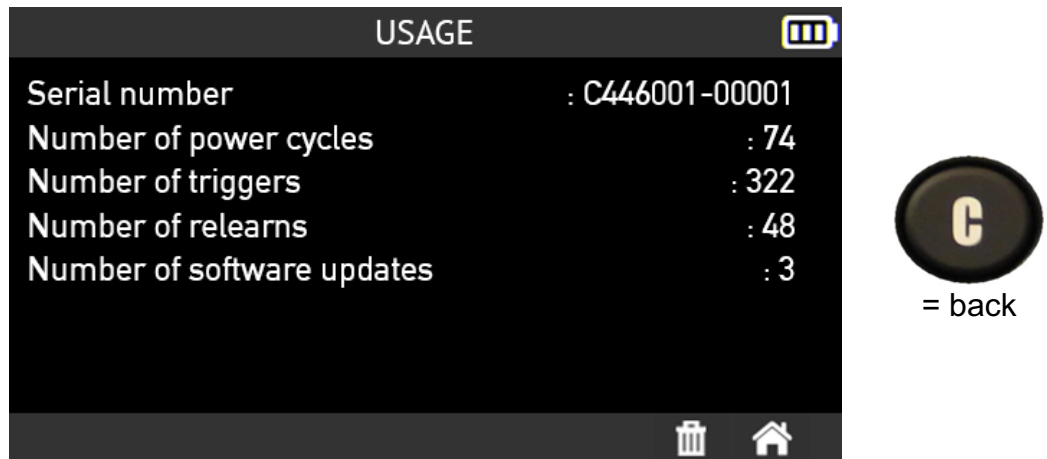 USAGE
Serial number : C446001-00001
Number of power cycles : 74
Number of triggers : 322
Number of relearns : 48
Number of software updates : 3
C
= back